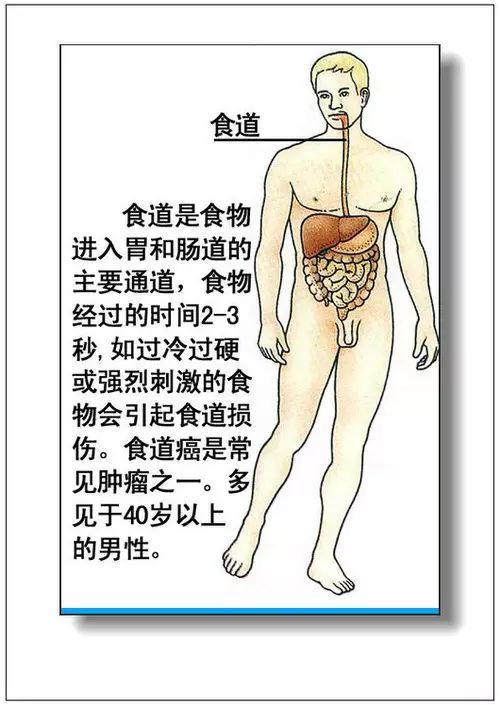 食道
食道是食物
进入胃和肠道的
主要通道，食物
经过的时间2-3
秒,如过冷过硬
或强烈刺激的食
物会引起食道损
伤。食道癌是常
见肿瘤之一。多
见于40岁以上
的男性。